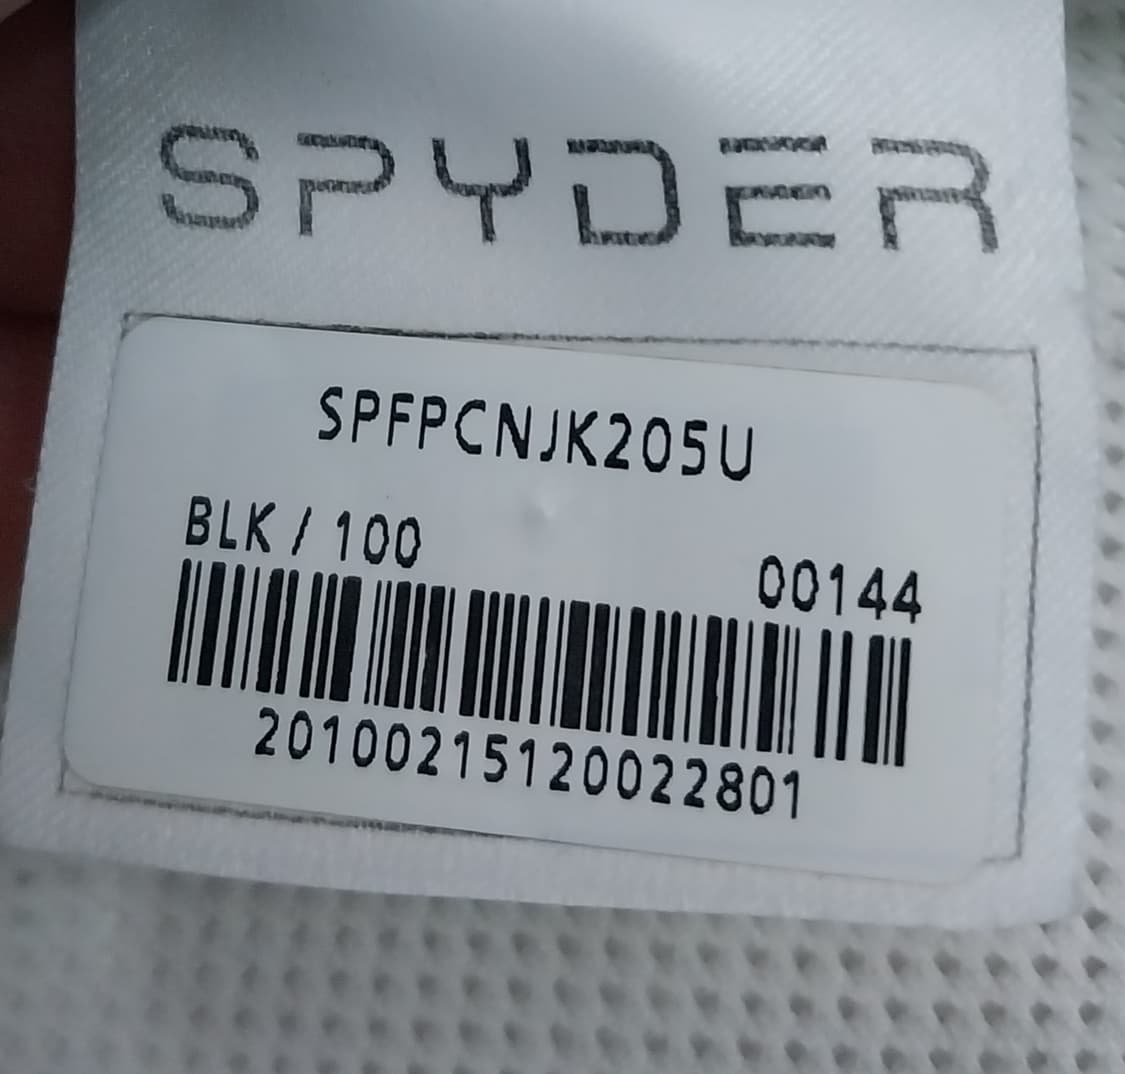 SPYDER
SPFPCNJK205U
BLK / 100
00144
20100215120022801